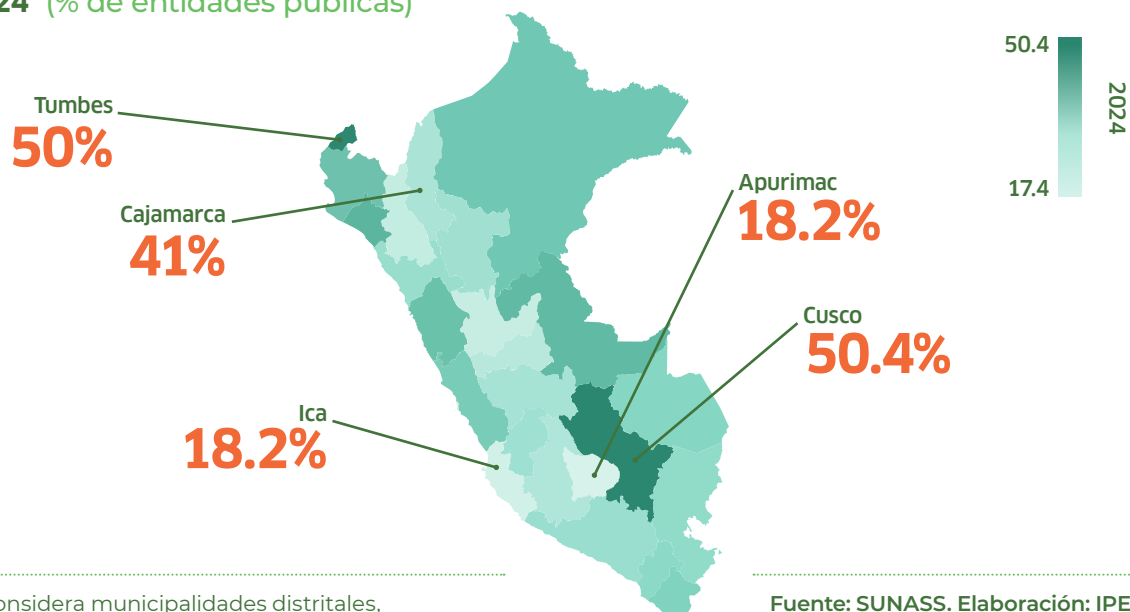 24 (% de entidades públicas)
50.4
2024
17.4
Tumbes
50%
Cajamarca
41%
Apurimac
18.2%
Cusco
50.4%
Ica
18.2%
onsidera municipalidades distritales,
Fuente: SUNASS. Elaboración: IPE